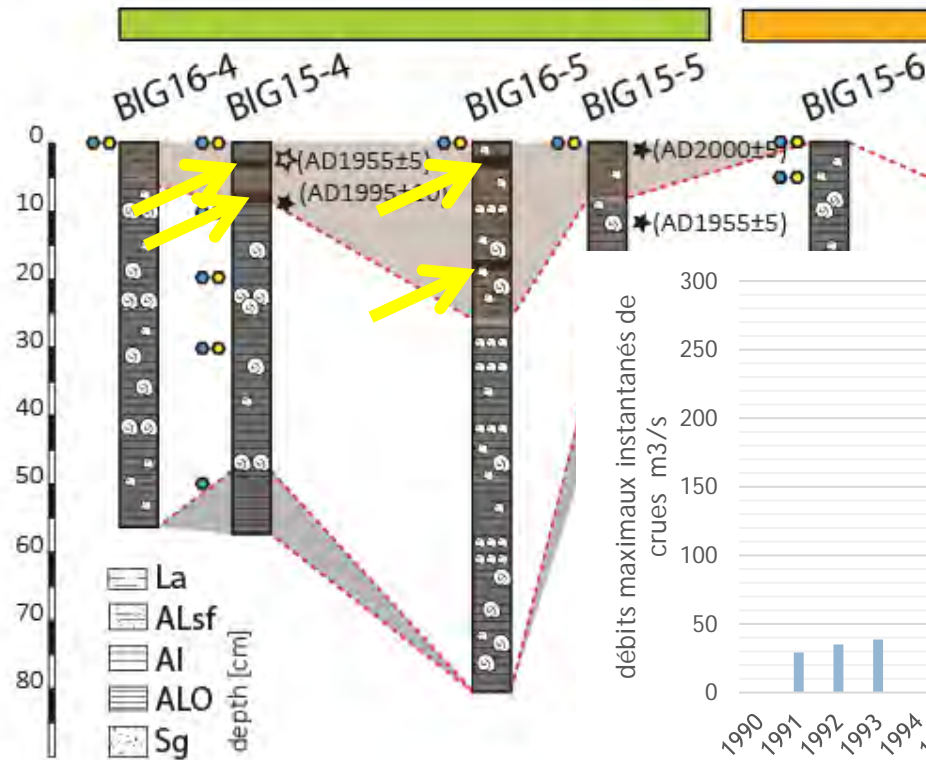 BIG16-4
BIG15-4
BIG16-5
BIG15-5
BIG15-6
0
10
20
30
40
50
60
70
80
depth [cm]
(AD1955±5)
(AD1995±10)
(AD2000±5)
(AD1955±5)
La
ALsf
Al
ALO
Sg
débits maximaux instantanés de
crues m3/s
300
250
200
150
100
50
0
1990
1991
1992
1993
1994